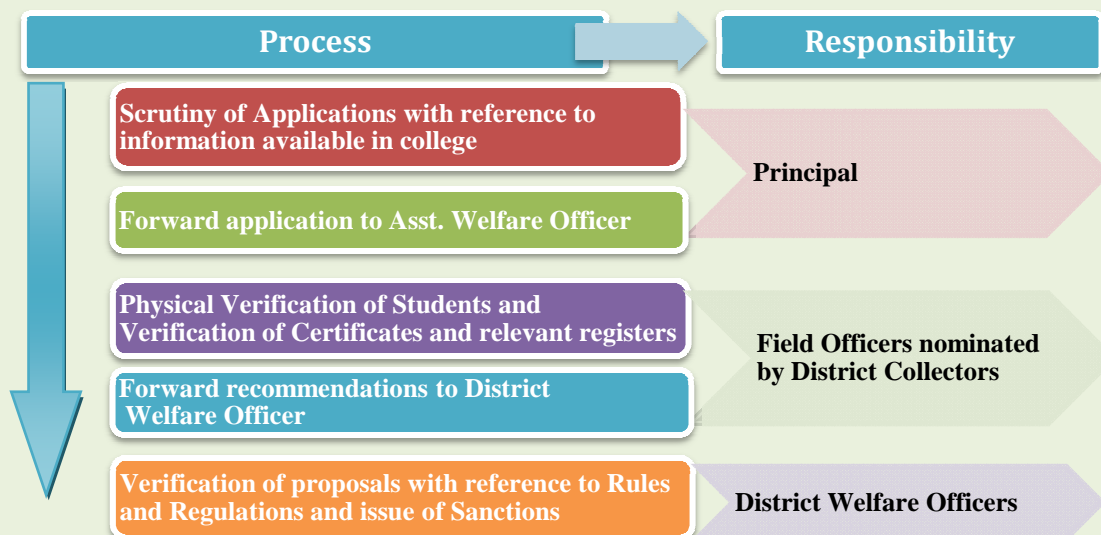 Process
Responsibility
Scrutiny of Applications with reference to
information available in college
Forward application to Asst. Welfare Officer
Principal
Physical Verification of Students and
Verification of Certificates and relevant registers
Forward recommendations to District
Welfare Officer
Field Officers nominated
by District Collectors
Verification of proposals with reference to Rules
and Regulations and issue of Sanctions
District Welfare Officers